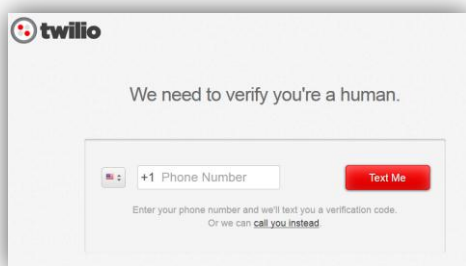 twilio
We need to verify you're a human.
+1 Phone Number
Text Me
Enter your phone number and we'll text you a verification code.
Or we can call you instead.